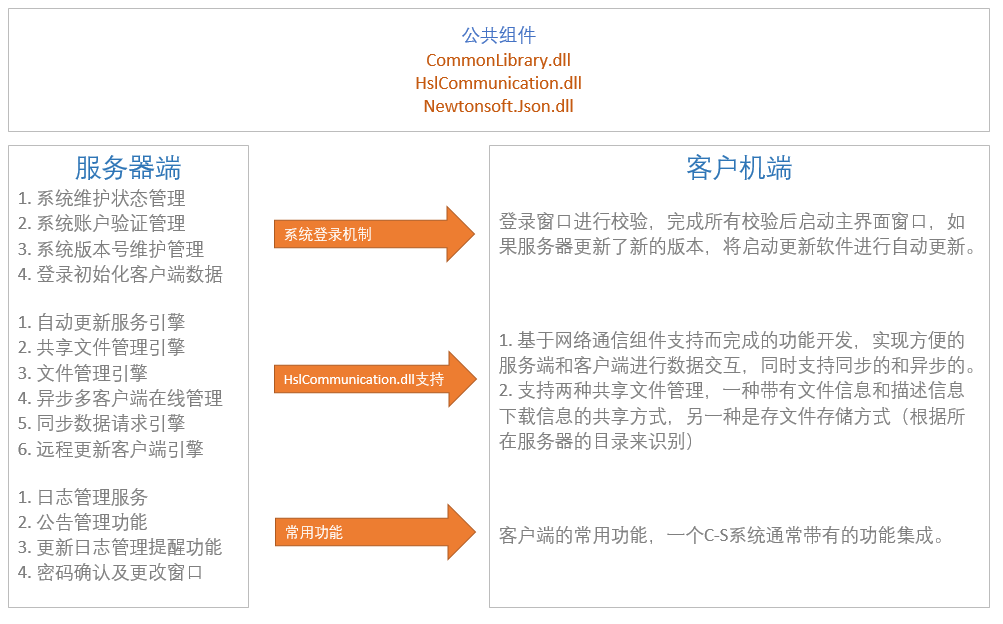 公共组件
CommonLibrary.dll
HslCommunication.dll
Newtonsoft.Json.dll
服务器端
1. 系统维护状态管理
2. 系统账户验证管理
3. 系统版本号维护管理
4. 登录初始化客户端数据
1. 自动更新服务引擎
2. 共享文件管理引擎
3. 文件管理引擎
4. 异步多客户端在线管理
5. 同步数据请求引擎
6. 远程更新客户端引擎
1. 日志管理服务
2. 公告管理功能
3. 更新日志管理提醒功能
4. 密码确认及更改窗口
系统登录机制
HslCommunication.dll支持
常用功能
客户机端
登录窗口进行校验，完成所有校验后启动主界面窗口，如
果服务器更新了新的版本，将启动更新软件进行自动更新。
1. 基于网络通信组件支持而完成的功能开发，实现方便的
服务端和客户端进行数据交互，同时支持同步的和异步的。
2. 支持两种共享文件管理，一种带有文件信息和描述信息
下载信息的共享方式，另一种是存文件存储方式（根据所
在服务器的目录来识别）
客户端的常用功能，一个C-S系统通常带有的功能集成。